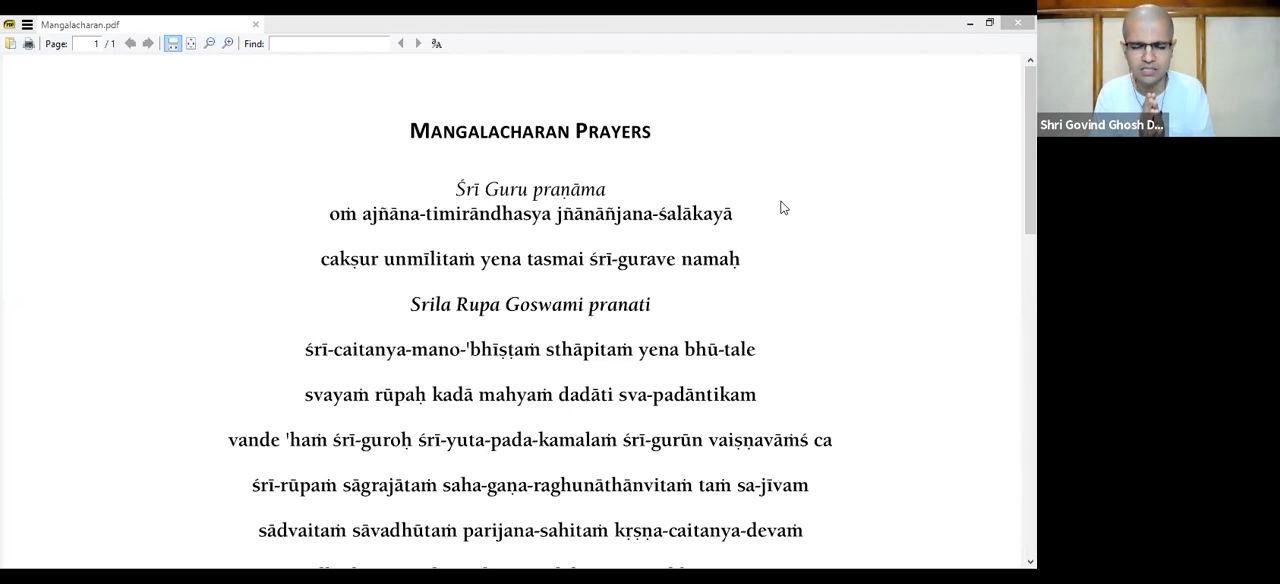 Mangalacharan.pdf
Page: 1 / 1 Find:
Shri Govind Ghosh D...
MANGALACHARAN PRAYERS
Śrī Guru praṇāma
oṁ ajñāna-timirāndhasya jñānāñjana-śalākayā
cakṣur unmīlitaṁ yena tasmai śrī-gurave namaḥ
Srila Rupa Goswami pranati
śrī-caitanya-mano-'bhīṣṭaṁ sthāpitaṁ yena bhū-tale
svayaṁ rūpaḥ kadā mahyaṁ dadāti sva-padāntikam
vande 'haṁ śrī-guroḥ śrī-yuta-pada-kamalaṁ śrī-gurūn vaiṣṇavāṁś ca
śrī-rūpaṁ sāgrajātaṁ saha-gaṇa-raghunāthānvitaṁ taṁ sa-jīvam
sādvaitaṁ sāvadhūtaṁ parijana-sahitaṁ kṛṣṇa-caitanya-devaṁ